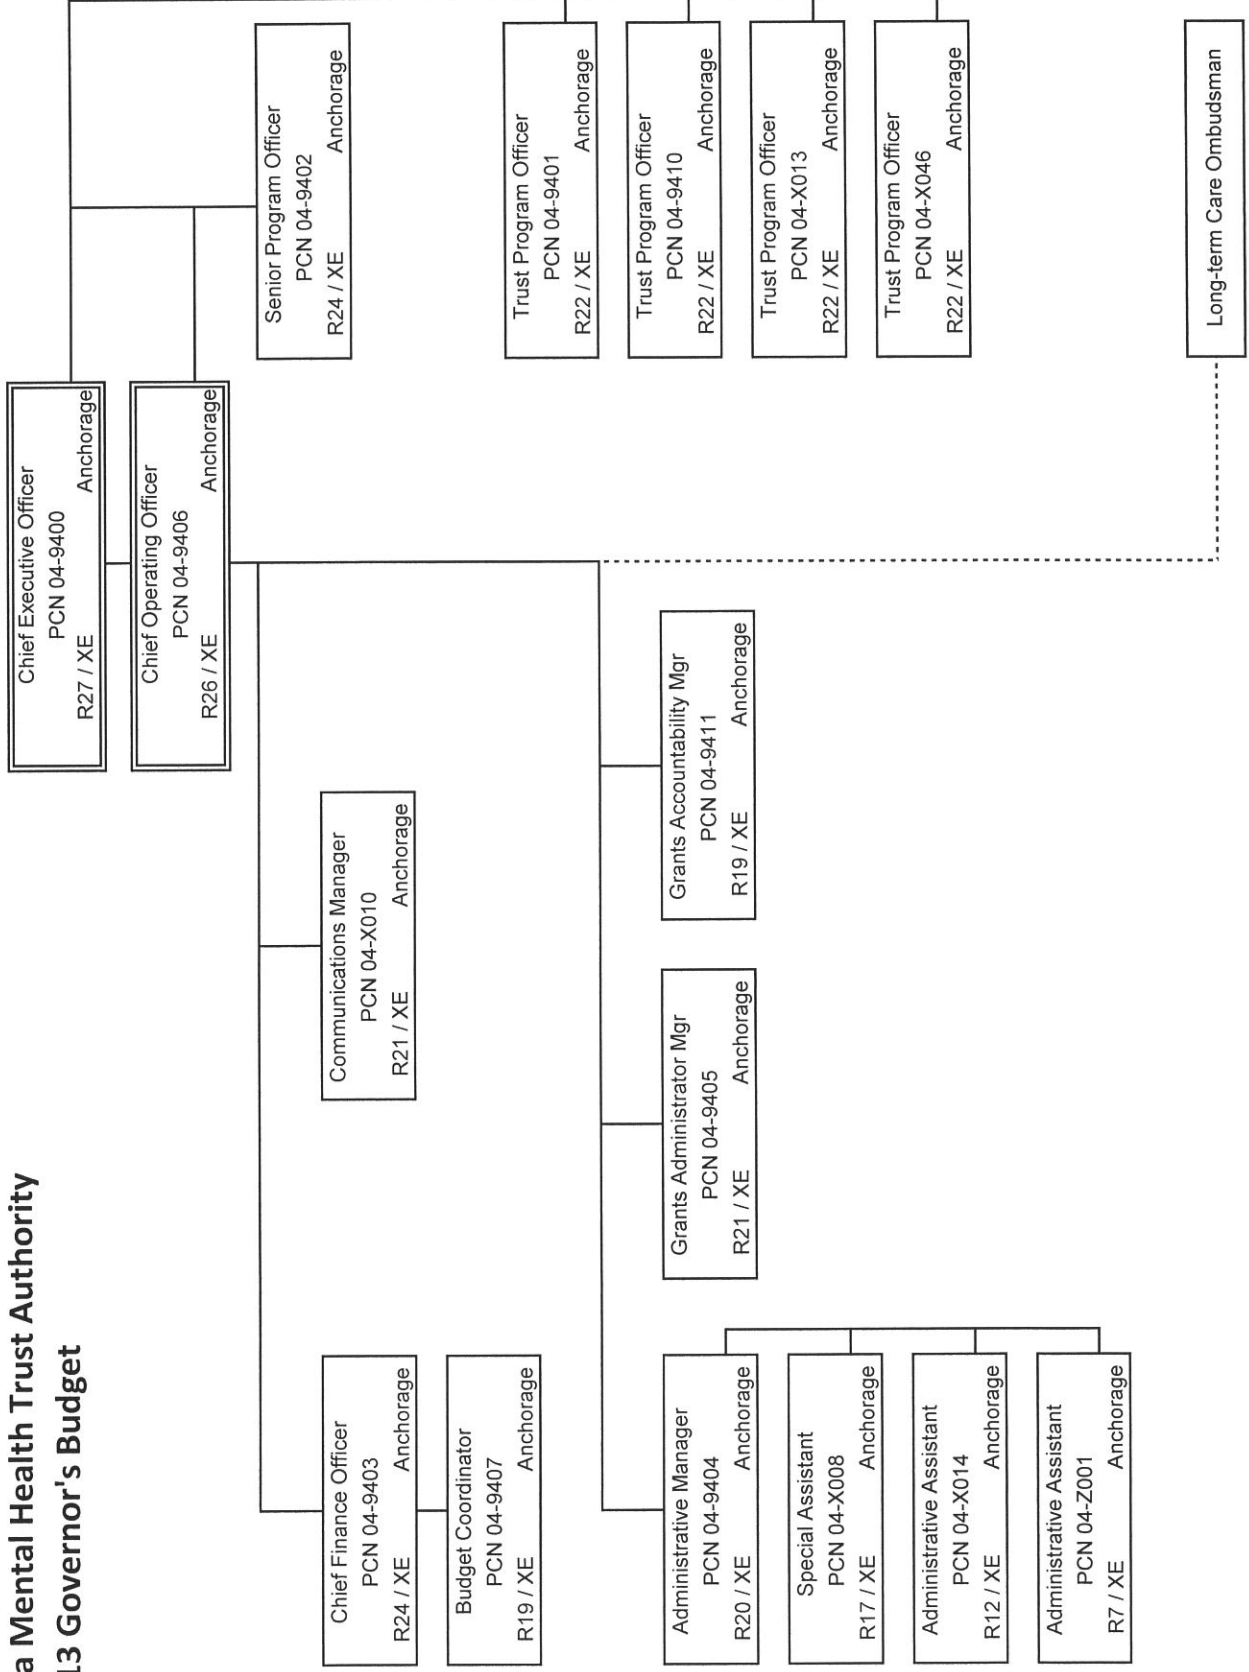 a Mental Health Trust Authority
13 Governor's Budget
Chief Executive Officer
PCN 04-9400
R27 / XE Anchorage
Chief Operating Officer
PCN 04-9406
R26 / XE Anchorage
Senior Program Officer
PCN 04-9402
R24 / XE Anchorage
Chief Finance Officer
PCN 04-9403
R24 / XE Anchorage
Budget Coordinator
PCN 04-9407
R19 / XE Anchorage
Communications Manager
PCN 04-X010
R21 / XE Anchorage
Trust Program Officer
PCN 04-9401
R22 / XE Anchorage
Trust Program Officer
PCN 04-9410
R22 / XE Anchorage
Trust Program Officer
PCN 04-X013
R22 / XE Anchorage
Trust Program Officer
PCN 04-X046
R22 / XE Anchorage
Administrative Manager
PCN 04-9404
R20 / XE Anchorage
Special Assistant
PCN 04-X008
R17 / XE Anchorage
Administrative Assistant
PCN 04-X014
R12 / XE Anchorage
Administrative Assistant
PCN 04-Z001
R7 / XE Anchorage
Grants Administrator Mgr
PCN 04-9405
R21 / XE Anchorage
Grants Accountability Mgr
PCN 04-9411
R19 / XE Anchorage
Long-term Care Ombudsman